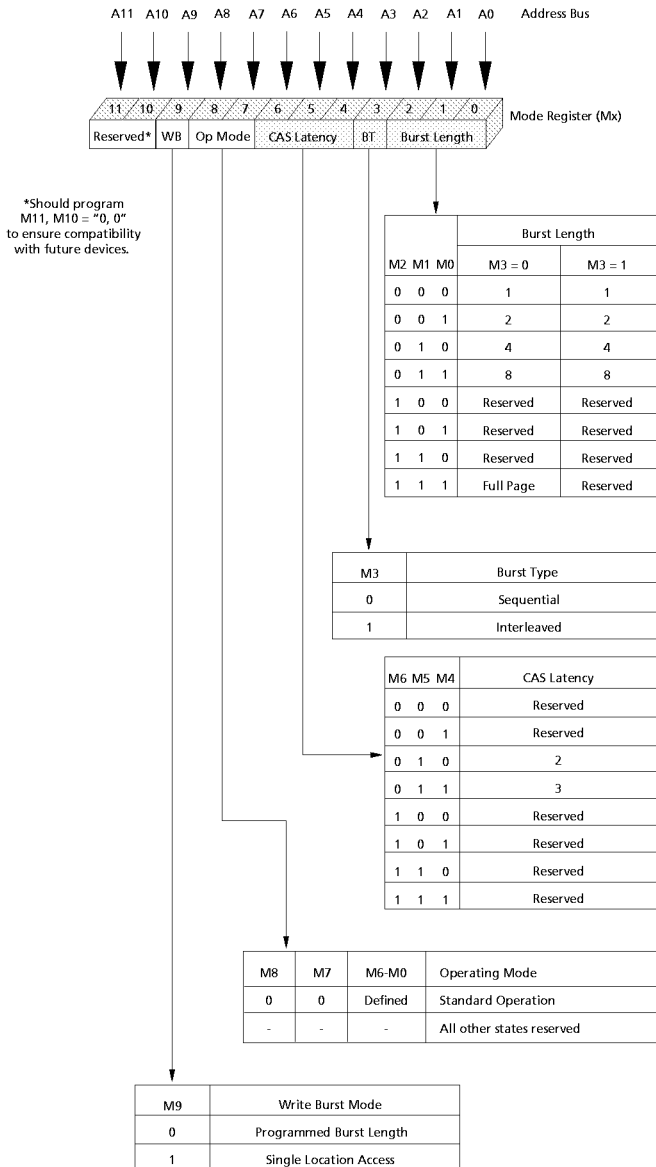 A11 A10 A9 A8 A7 A6 A5 A4 A3 A2 A1 A0 Address Bus
11 10 9 8 7 6 5 4 3 2 1 0
Mode Register (Mx)
Reserved* WB Op Mode CAS Latency BT Burst Length
*Should program
M11, M10 = "0, 0"
to ensure compatibility
with future devices.
Burst Length
M2 M1 M0 M3 = 0 M3 = 1
0 0 0 1 1
0 0 1 2 2
0 1 0 4 4
0 1 1 8 8
1 0 0 Reserved Reserved
1 0 1 Reserved Reserved
1 1 0 Reserved Reserved
1 1 1 Full Page Reserved
M3 Burst Type
0 Sequential
1 Interleaved
M6 M5 M4 CAS Latency
0 0 0 Reserved
0 0 1 Reserved
0 1 0 2
0 1 1 3
1 0 0 Reserved
1 0 1 Reserved
1 1 0 Reserved
1 1 1 Reserved
M8 M7 M6-M0 Operating Mode
0 0 Defined Standard Operation
- - - All other states reserved
M9 Write Burst Mode
0 Programmed Burst Length
1 Single Location Access